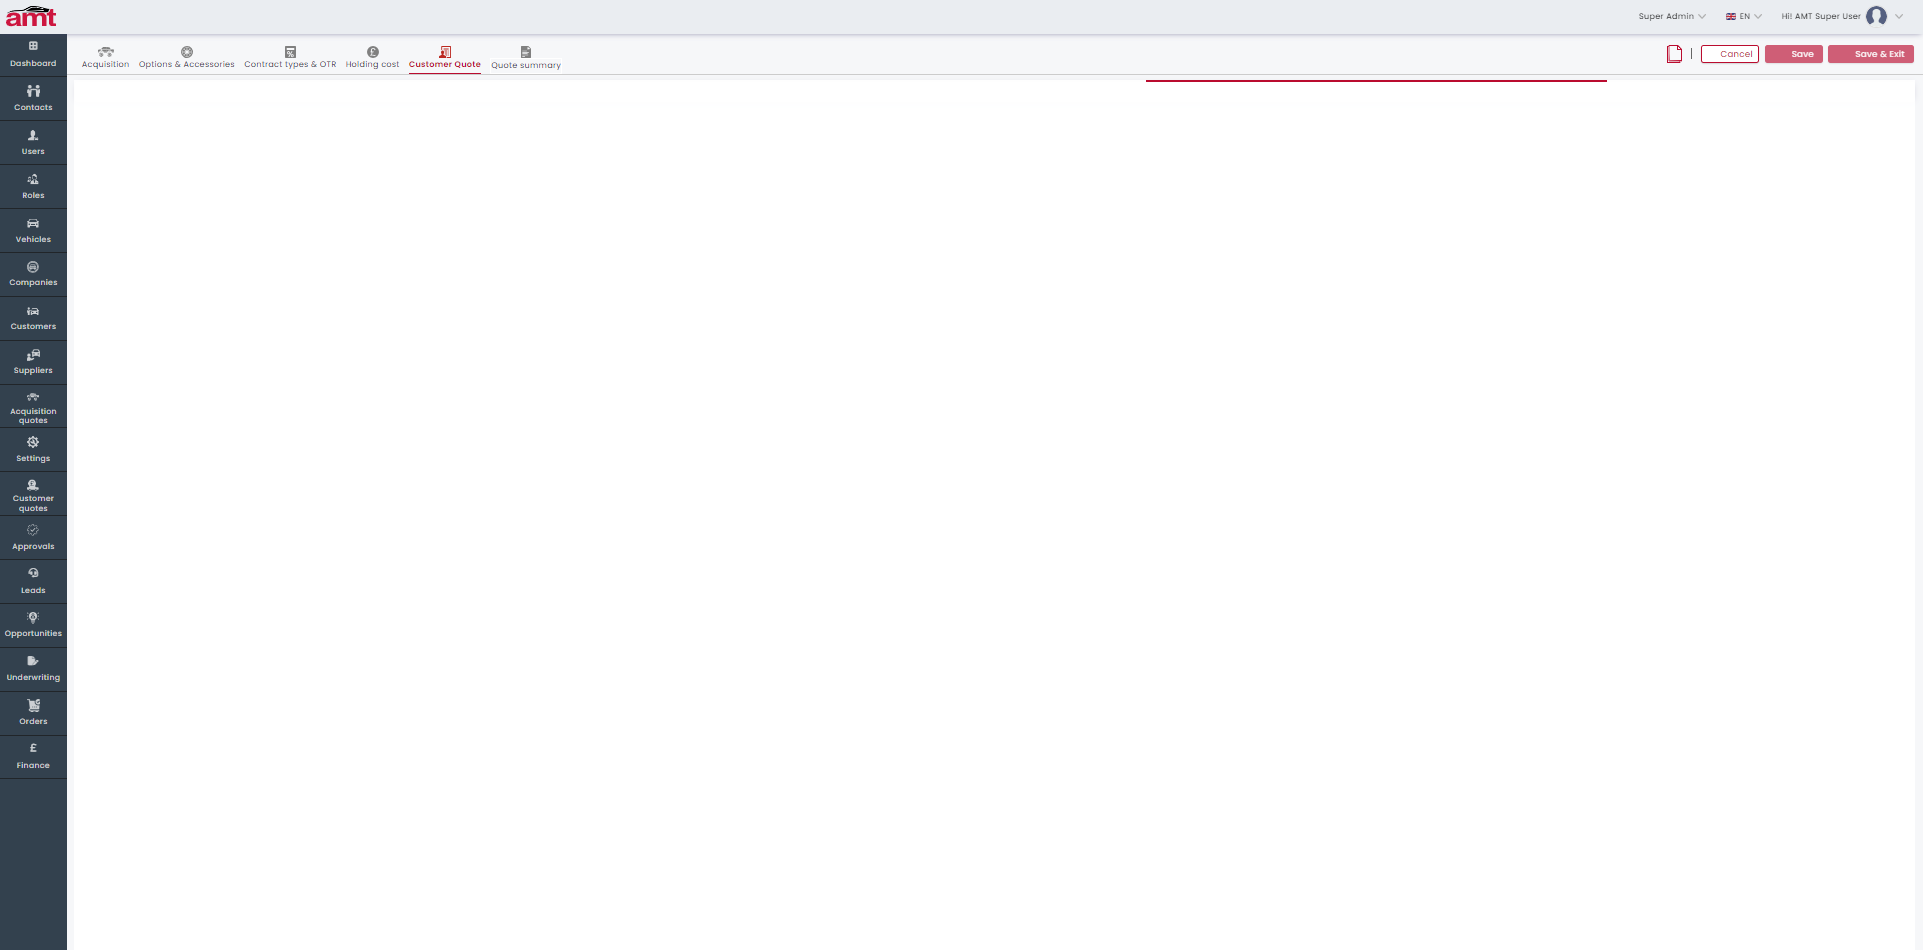 amt
Super Admin
EN
Hi! AMT Super User
Acquisition
Options & Accessories
Contract types & OTR
Holding cost
Customer Quote
Quote summary
Cancel
Save
Save & Exit
Dashboard
Contacts
Users
Roles
Vehicles
Companies
Customers
Suppliers
Acquisition
quotes
Settings
Customer
quotes
Approvals
Leads
Opportunities
Underwriting
Orders
Finance